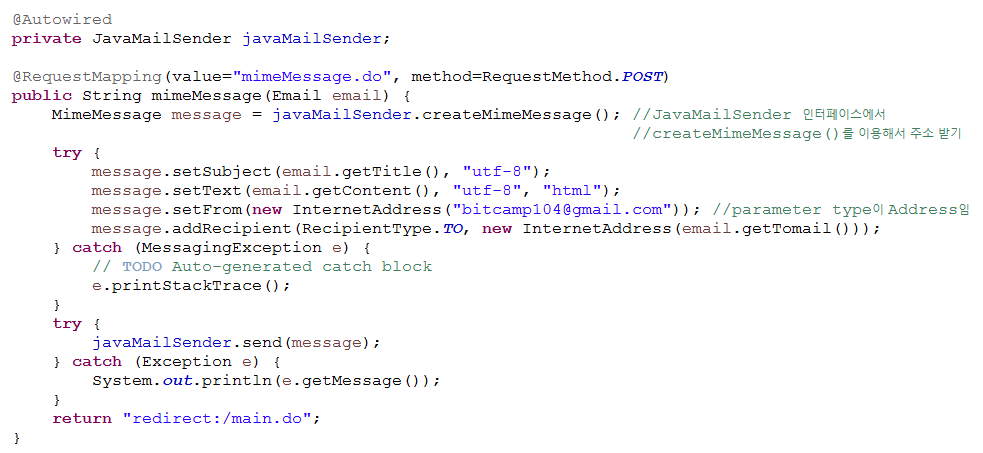 @Autowired
private JavaMailSender javaMailSender;
@RequestMapping(value="mimeMessage.do", method=RequestMethod.POST)
public String mimeMessage(Email email) {
MimeMessage message = javaMailSender.createMimeMessage(); //JavaMailSender 인터페이스에서
//createMimeMessage()를 이용해서 주소 받기
try {
message.setSubject(email.getTitle(), "utf-8");
message.setText(email.getContent(), "utf-8", "html");
message.setFrom(new InternetAddress("bitcamp104@gmail.com")); //parameter type이 Address임
message.addRecipient(RecipientType.TO, new InternetAddress(email.getTomail()));
} catch (MessagingException e) {
// TODO Auto-generated catch block
e.printStackTrace();
}
try {
javaMailSender.send(message);
} catch (Exception e) {
System.out.println(e.getMessage());
}
return "redirect:/main.do";
}